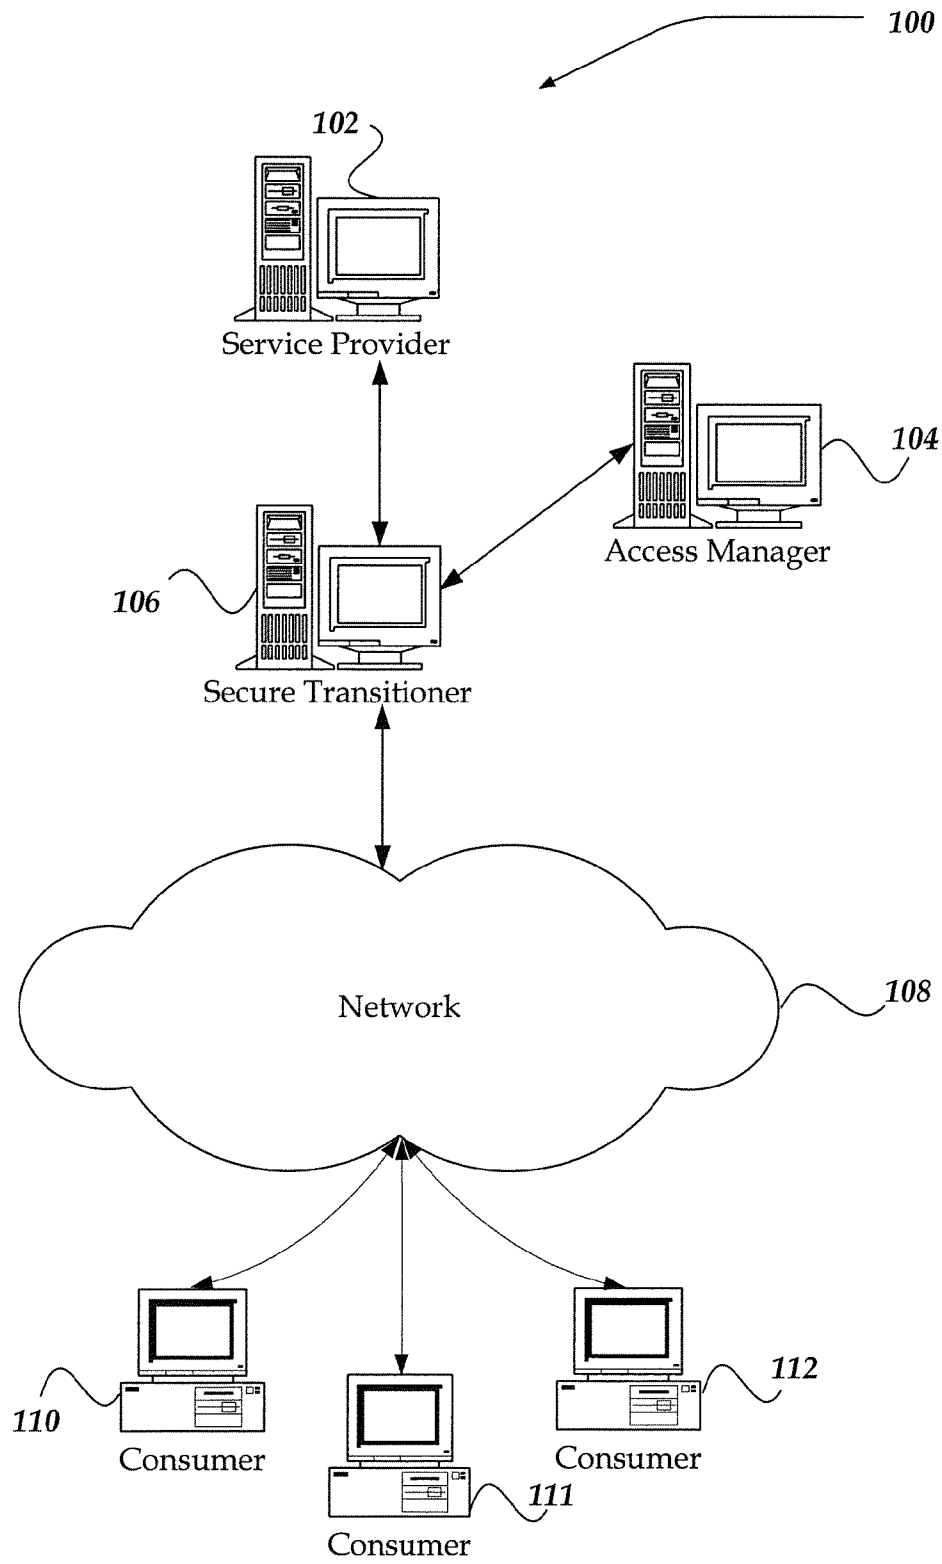 100
102
Service Provider
104
Access Manager
106
Secure Transitioner
Network
108
110
Consumer
112
Consumer
111
Consumer